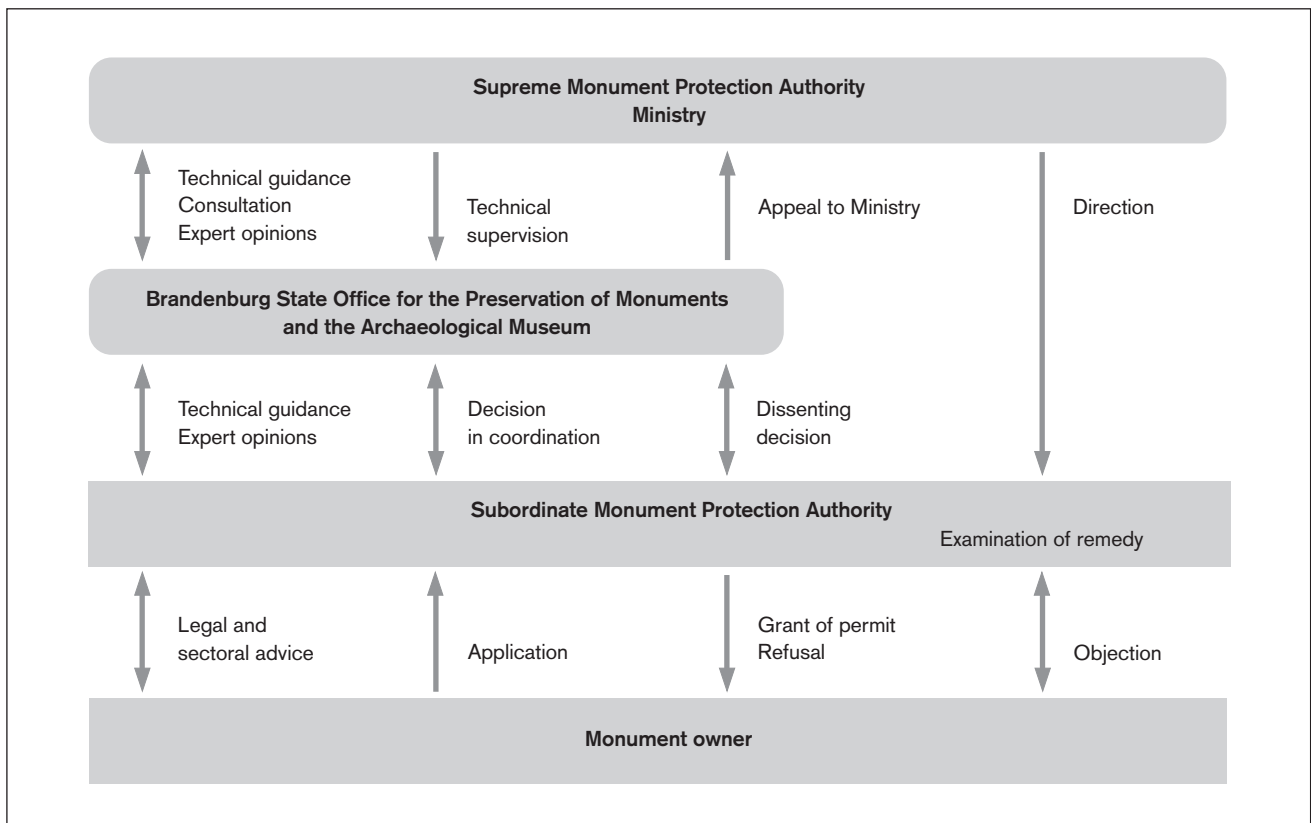 Supreme Monument Protection Authority
Ministry
Technical guidance
Consultation
Expert opinions
Technical
supervision
Appeal to Ministry
Direction
Brandenburg State Office for the Preservation of Monuments
and the Archaeological Museum
Technical guidance
Expert opinions
Decision
in coordination
Dissenting
decision
Subordinate Monument Protection Authority
Examination of remedy
Legal and
sectoral advice
Application
Grant of permit
Refusal
Objection
Monument owner